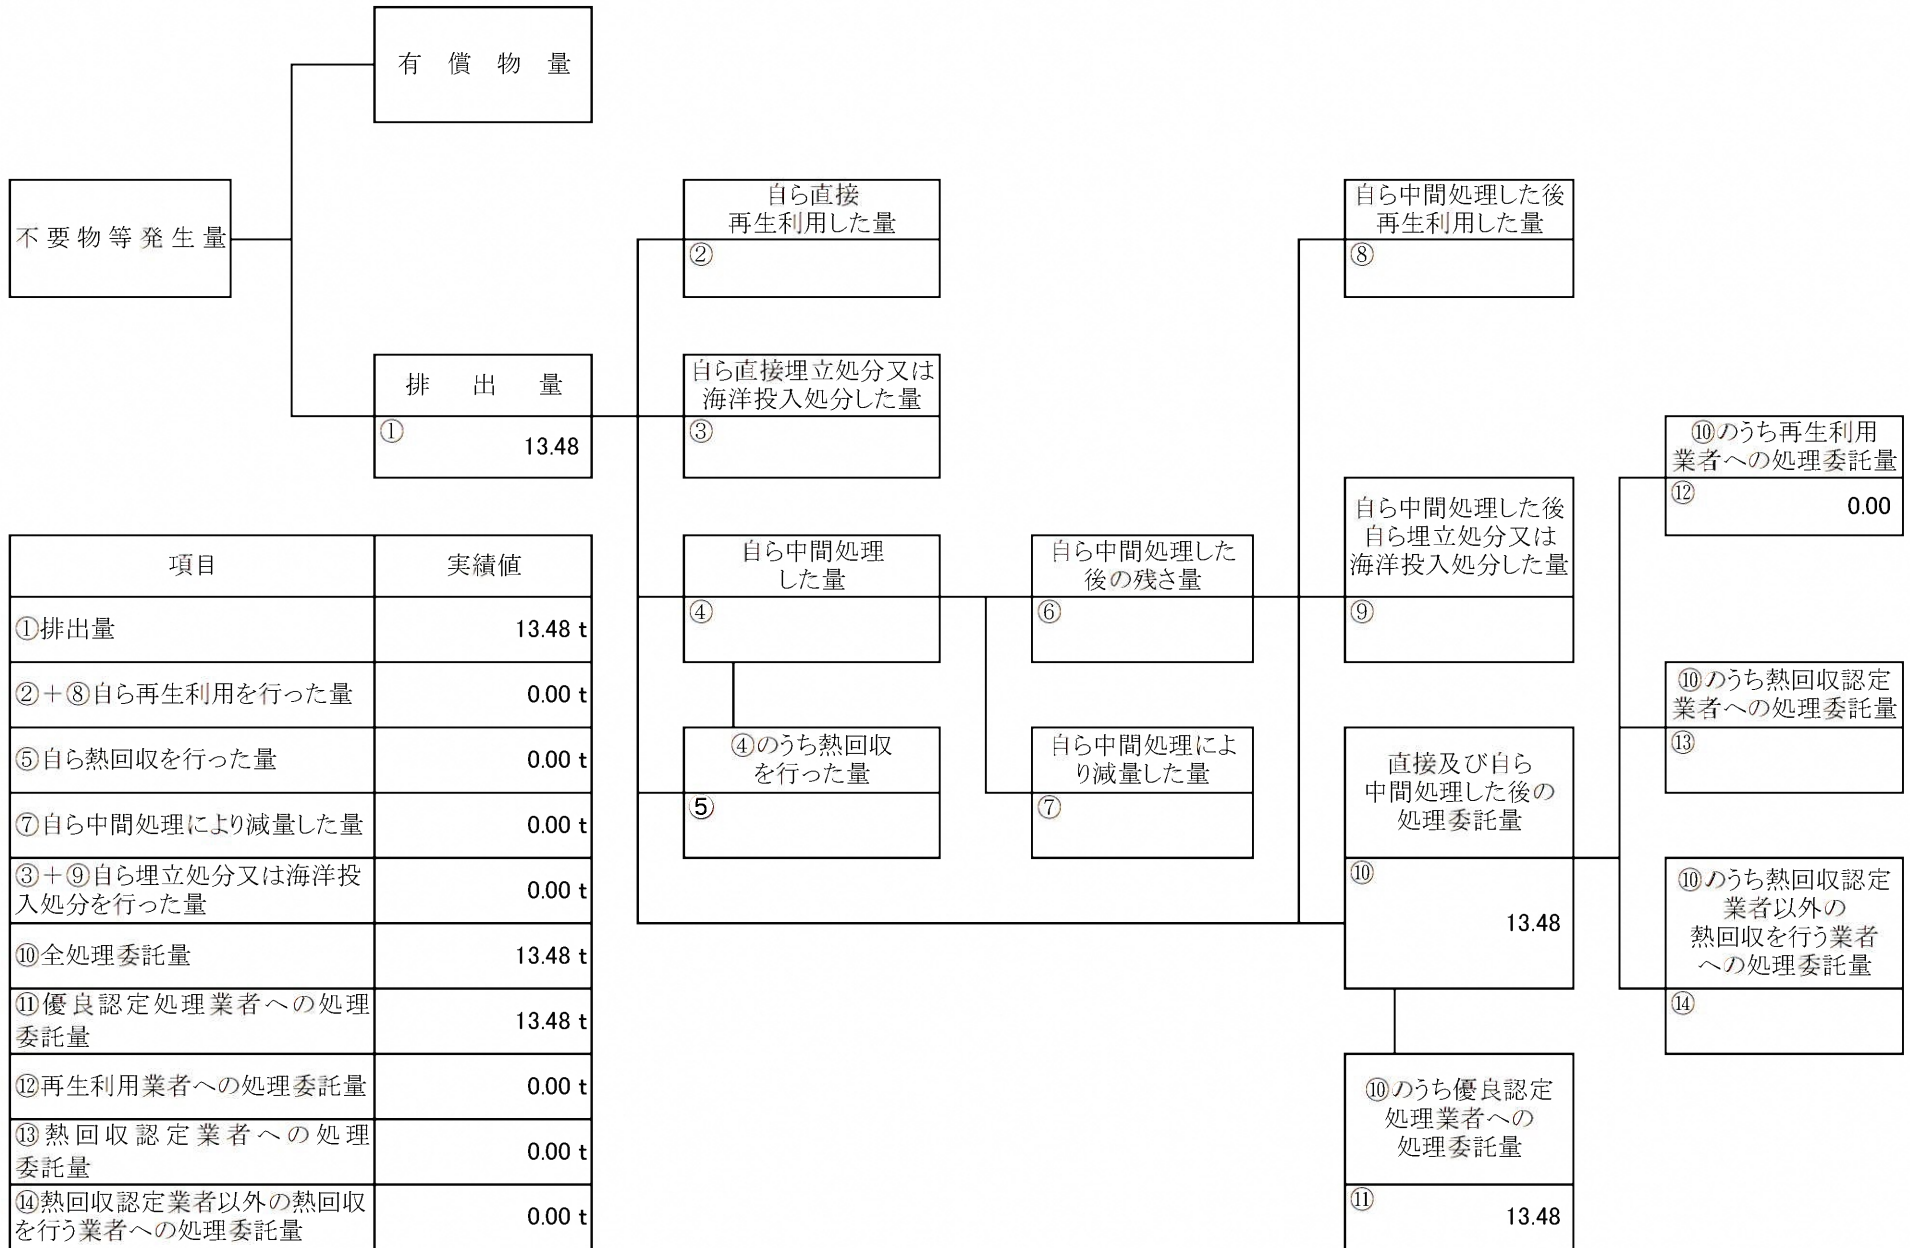 有償物量
不要物等発生量
排出量
①
13.48
自ら直接
再生利用した量
②
自ら直接埋立処分又は
海洋投入処分した量
③
自ら中間処理
した量
④
④のうち熱回収
を行った量
⑤
自ら中間処理した
後の残さ量
⑥
自ら中間処理によ
り減量した量
⑦
自ら中間処理した後
再生利用した量
⑧
自ら中間処理した後
自ら埋立処分又は
海洋投入処分した量
⑨
直接及び自ら
中間処理した後の
処理委託量
⑩
13.48
⑩のうち優良認定
処理業者への
処理委託量
⑪
13.48
⑩のうち再生利用
業者への処理委託量
⑫
0.00
⑩のうち熱回収認定
業者への処理委託量
⑬
⑩のうち熱回収認定
業者以外の
熱回収を行う業者
への処理委託量
⑭
項目 実績値
①排出量 13.48 t
②+⑧自ら再生利用を行った量 0.00 t
⑤自ら熱回収を行った量 0.00 t
⑦自ら中間処理により減量した量 0.00 t
③+⑨自ら埋立処分又は海洋投
入処分を行った量 0.00 t
⑩全処理委託量 13.48 t
⑪優良認定処理業者への処理
委託量 13.48 t
⑫再生利用業者への処理委託量 0.00 t
⑬熱回収認定業者への処理
委託量 0.00 t
⑭熱回収認定業者以外の熱回収
を行う業者への処理委託量 0.00 t